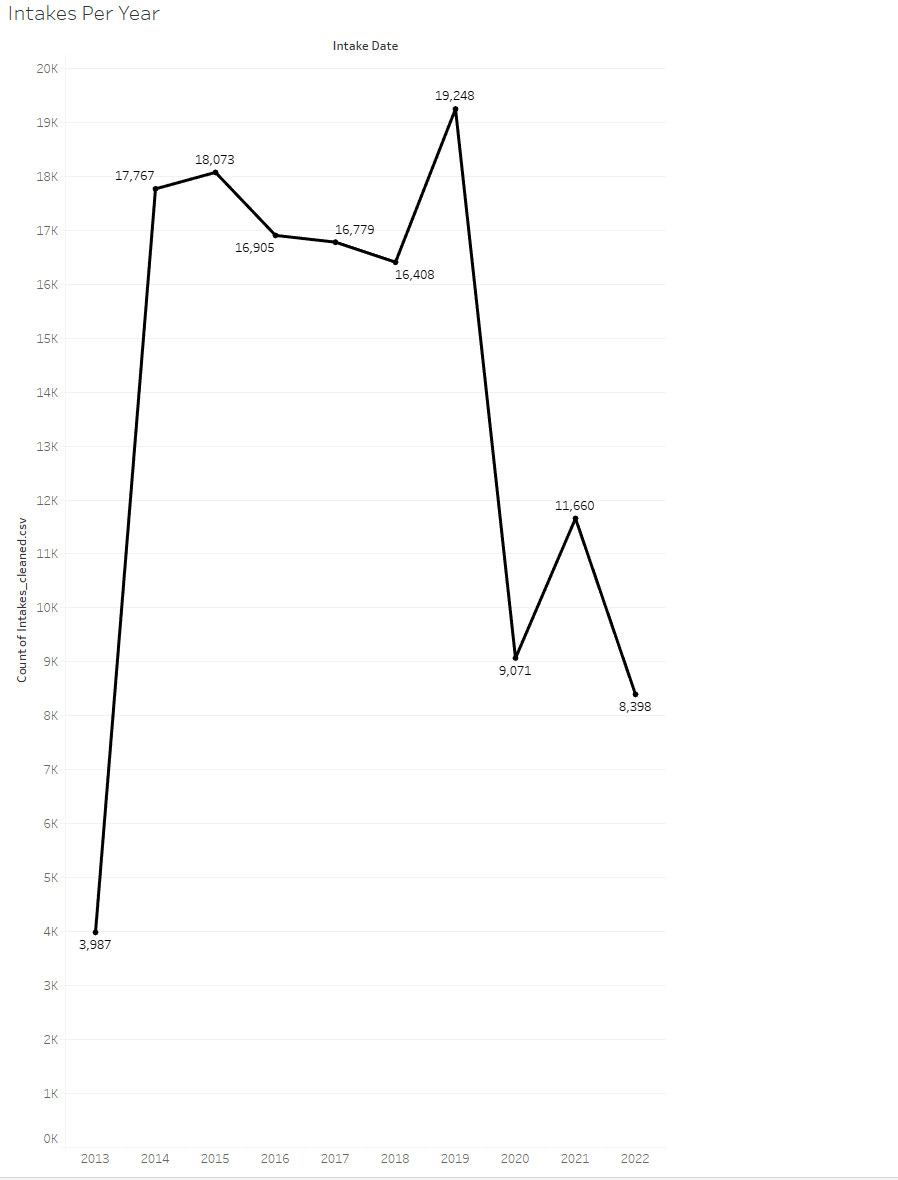 Intakes Per Year
Intake Date
20K
19K
18K
17K
16K
15K
14K
13K
12K
11K
10K
9K
8K
7K
6K
5K
4K
3K
2K
1K
0K
Count of Intakes_cleaned.csv
3,987
17,767
18,073
16,905
16,779
16,408
19,248
9,071
11,660
8,398
2013 2014 2015 2016 2017 2018 2019 2020 2021 2022